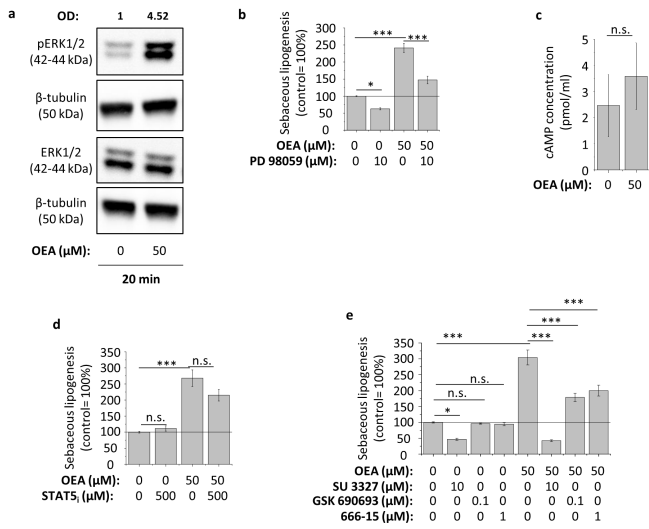 a
OD: 1 4.52
pERK1/2
(42-44 kDa)
β-tubulin
(50 kDa)
ERK1/2
(42-44 kDa)
β-tubulin
(50 kDa)
OEA (μM): 0 50
20 min
b
Sebaceous lipogenesis
(control= 100%)
300
250
200
150
100
50
0
*
***
***
OEA (μM): 0 0 50 50
PD 98059 (μM): 0 10 0 10
c
cAMP concentration
(pmol/ml)
5
4
3
2
1
0
n.s.
OEA (μM): 0 50
d
Sebaceous lipogenesis
(control= 100%)
350
300
250
200
150
100
50
0
n.s.
***
n.s.
OEA (μM): 0 0 50 50
STAT5i (μM): 0 500 0 500
e
Sebaceous lipogenesis
(control= 100%)
350
300
250
200
150
100
50
0
***
***
***
***
n.s.
n.s.
*
OEA (μM): 0 0 0 0 50 50 50 50
SU 3327 (μM): 0 10 0 0 0 10 0 0
GSK 690693 (μM): 0 0 0.1 0 0 0 0.1 0
666-15 (μM): 0 0 0 1 0 0 0 1